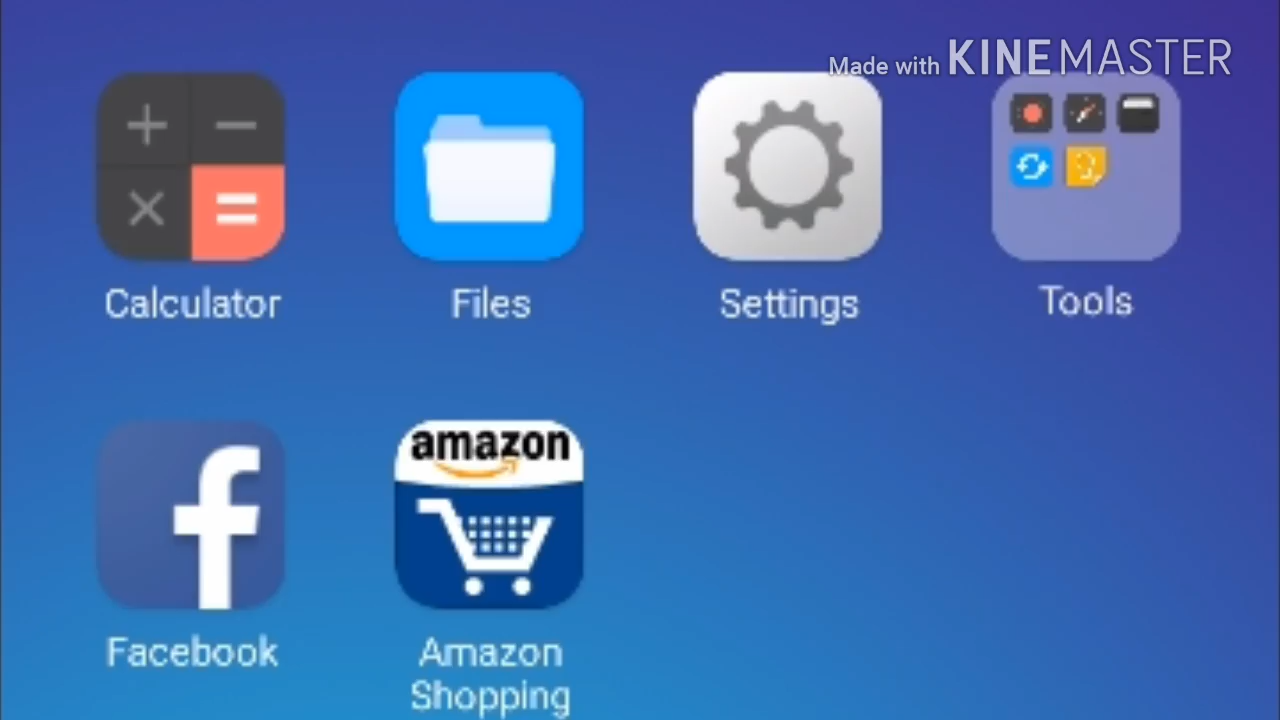 Made with KINEMASTER
Calculator
Files
Settings
Tools
amazon
Facebook
Amazon
Shopping